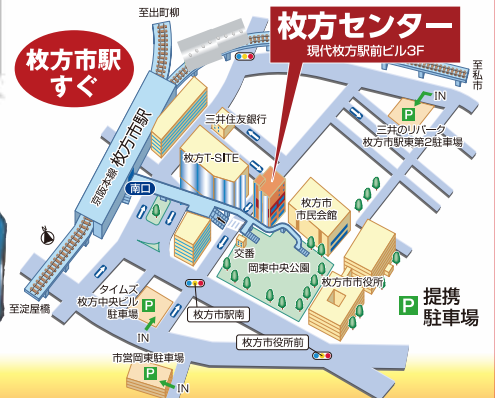 至出町柳
枚方センター
現代枚方駅前ビル3F
枚方市駅
すぐ
至私市
IN
P
三井のリパーク
枚方市駅東第2駐車場
三井住友銀行
枚方T-SITE
京阪本線 枚方市駅
南口
枚方市
市民会館
交番
岡東中央公園
枚方市市役所
至淀屋橋
タイムズ
枚方中央ビル
駐車場
P
IN
枚方市駅南
枚方市役所前
P 提携
駐車場
市営岡東駐車場
P
IN